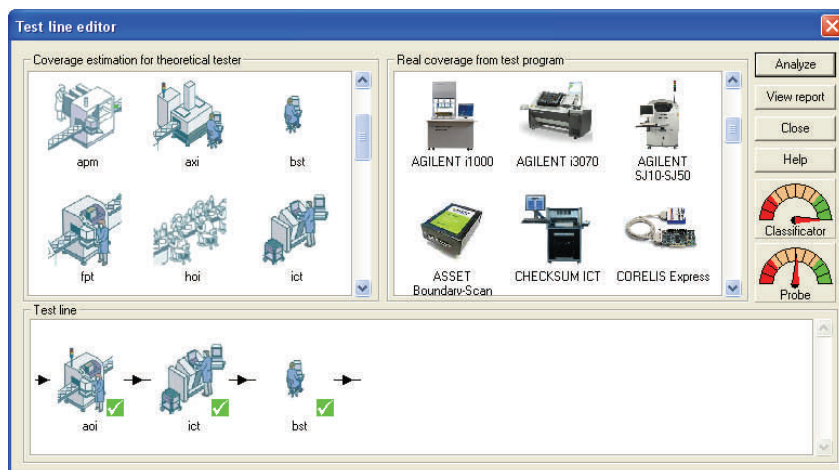 Test line editor
Coverage estimation for theoretical tester
apm
axi
bst
fpt
hoi
ict
Real coverage from test program
AGILENT i1000
AGILENT i3070
AGILENT
SJ10-SJ50
ASSET
Boundary-Scan
CHECKSUM ICT
CORELIS Express
Analyze
View report
Close
Help
Classificator
Probe
Test line
aoi
ict
bst